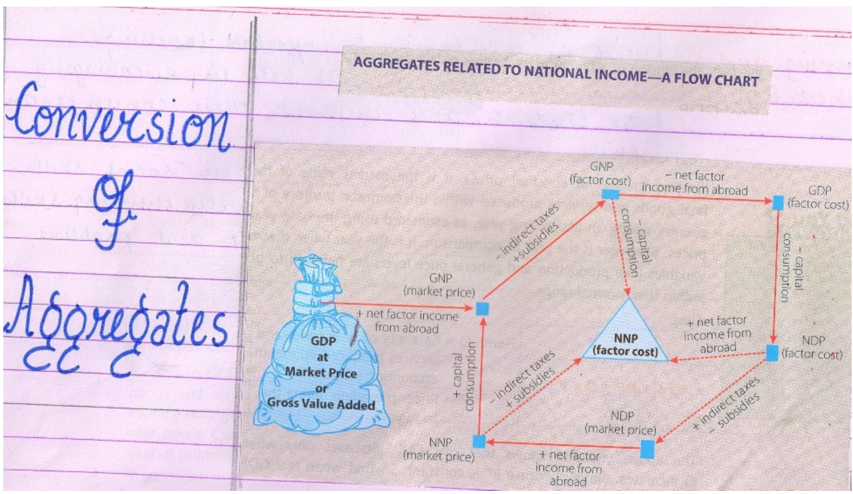 Conversion
of
Aggregates
AGGREGATES RELATED TO NATIONAL INCOME—A FLOW CHART
GNP
(factor cost)
– net factor
income from abroad
GDP
(factor cost)
– indirect taxes
+subsidies
– capital
consumption
– capital
consumption
GNP
(market price)
+ net factor income
from abroad
GDP
at
Market Price
or
Gross Value Added
NNP
(factor cost)
+ net factor
income from
abroad
NDP
(factor cost)
+ capital
consumption
– indirect taxes
+ subsidies
+ indirect taxes
– subsidies
NDP
(market price)
NNP
(market price)
+ net factor
income from
abroad